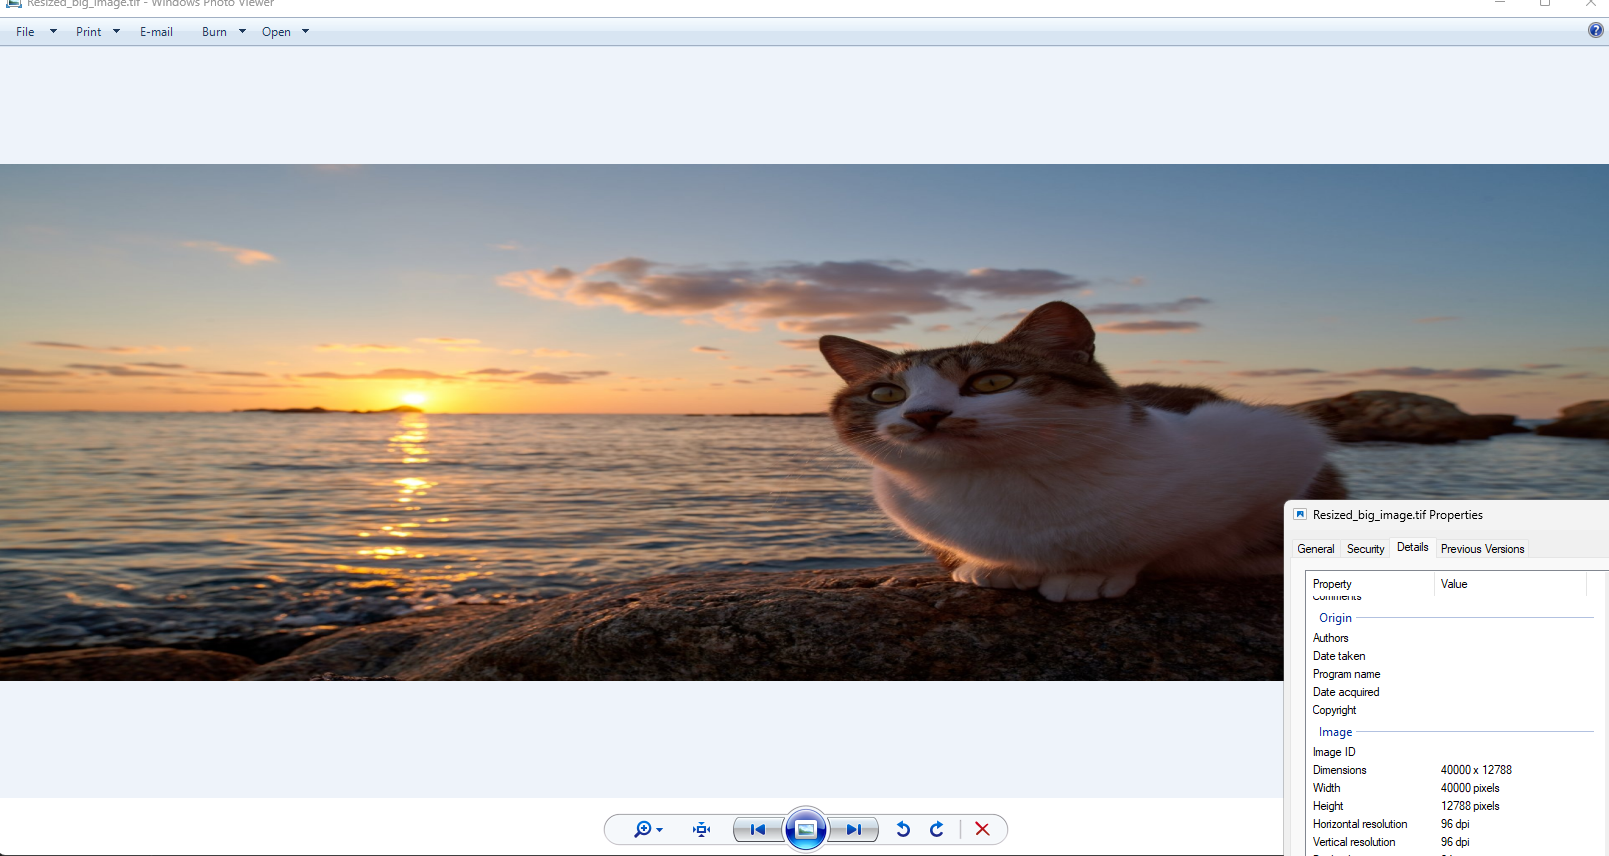 Resized_big_image.tif - Windows Photo Viewer
File Print E-mail Burn Open
Resized_big_image.tif Properties
General Security Details Previous Versions
Property Value
Comments
Origin
Authors
Date taken
Program name
Date acquired
Copyright
Image
Image ID
Dimensions 40000 x 12788
Width 40000 pixels
Height 12788 pixels
Horizontal resolution 96 dpi
Vertical resolution 96 dpi